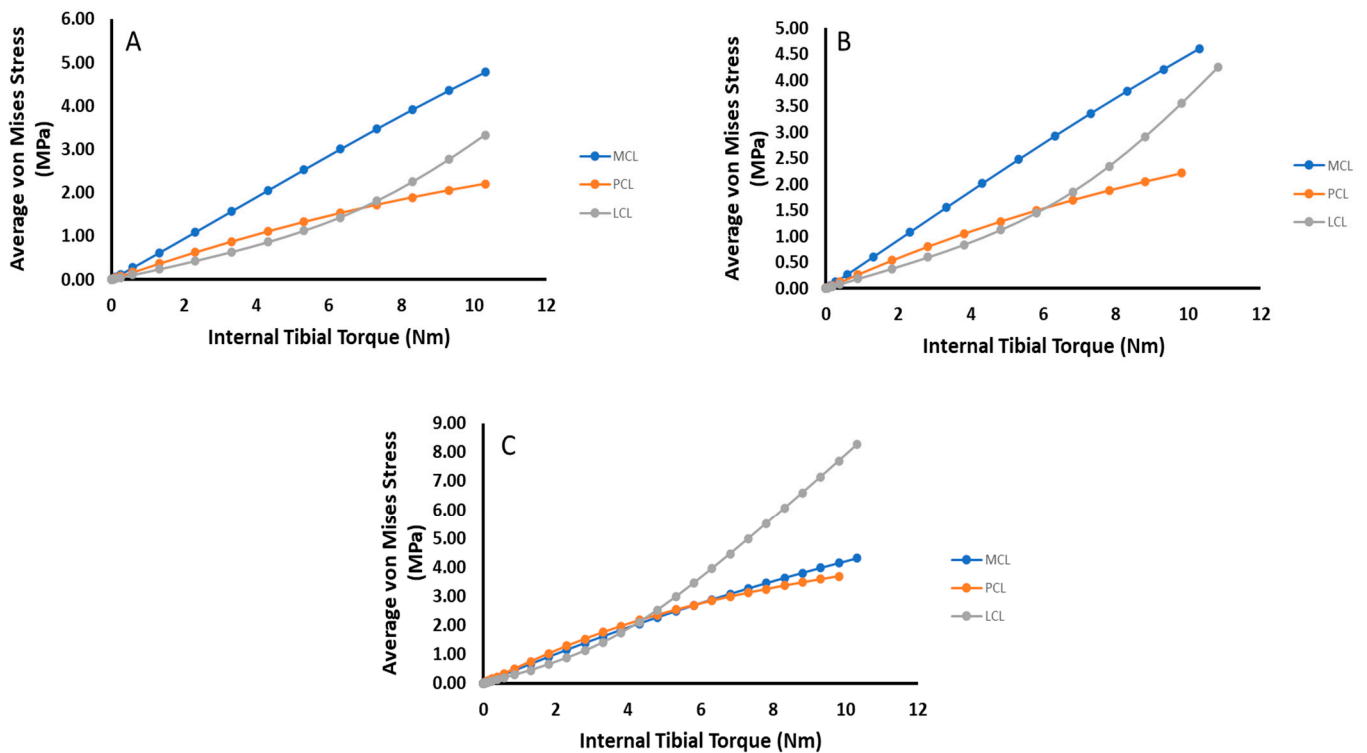 A
Average von Mises Stress
(MPa)
6.00
5.00
4.00
3.00
2.00
1.00
0.00
0 2 4 6 8 10 12
Internal Tibial Torque (Nm)
MCL
PCL
LCL
B
Average von Mises Stress
(MPa)
5.00
4.50
4.00
3.50
3.00
2.50
2.00
1.50
1.00
0.50
0.00
0 2 4 6 8 10 12
Internal Tibial Torque (Nm)
MCL
PCL
LCL
C
Average von Mises Stress
(MPa)
9.00
8.00
7.00
6.00
5.00
4.00
3.00
2.00
1.00
0.00
0 2 4 6 8 10 12
Internal Tibial Torque (Nm)
MCL
PCL
LCL